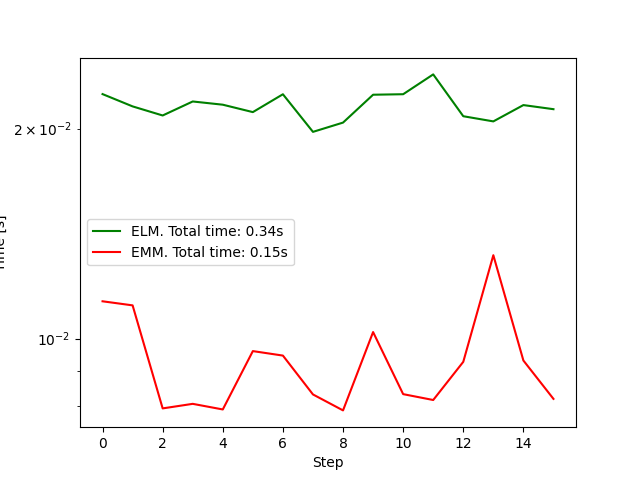 2 × 10⁻²
10⁻²
ELM. Total time: 0.34s
EMM. Total time: 0.15s
0 2 4 6 8 10 12 14
Step